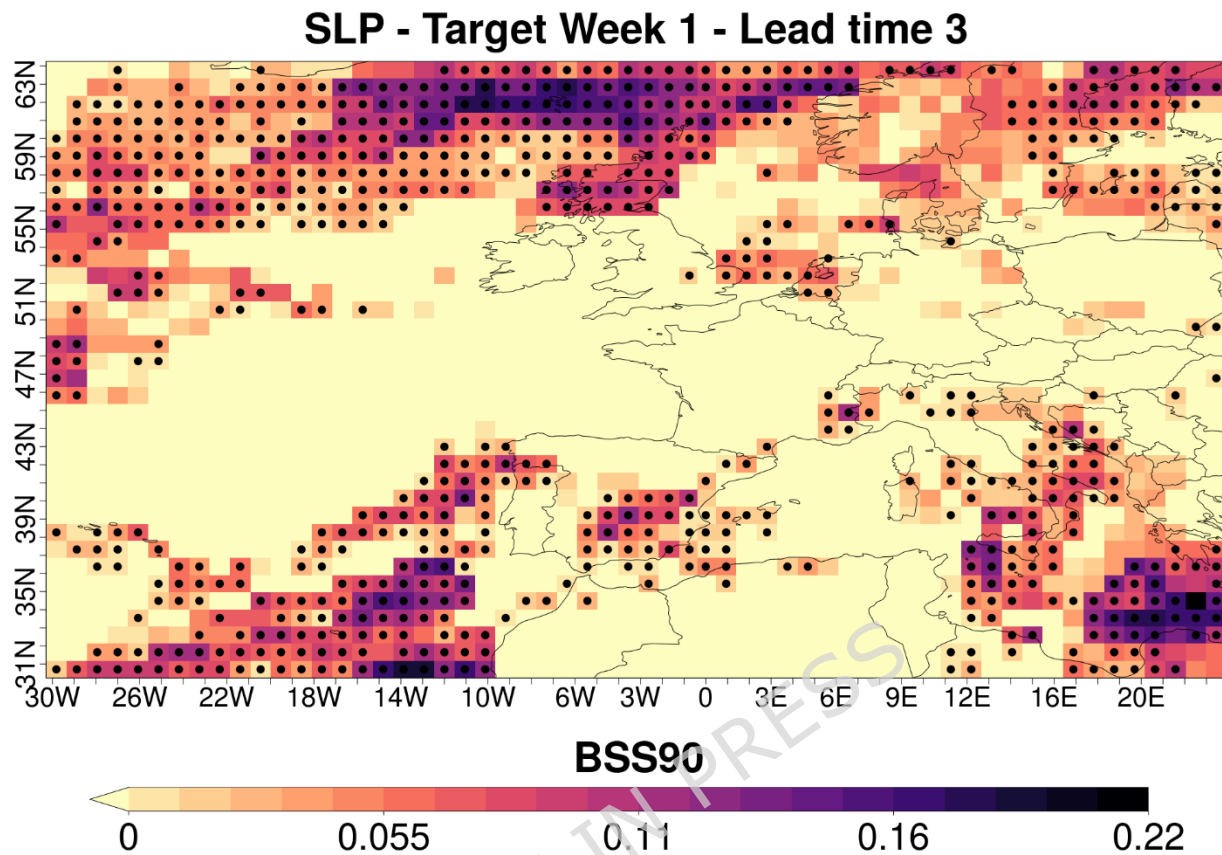 SLP - Target Week 1 - Lead time 3
63N
59N
55N
51N
47N
43N
39N
35N
31N
30W 26W 22W 18W 14W 10W 6W 3W 0 3E 6E 9E 12E 16E 20E
IN PRESS
BSS90
0 0.055 0.11 0.16 0.22